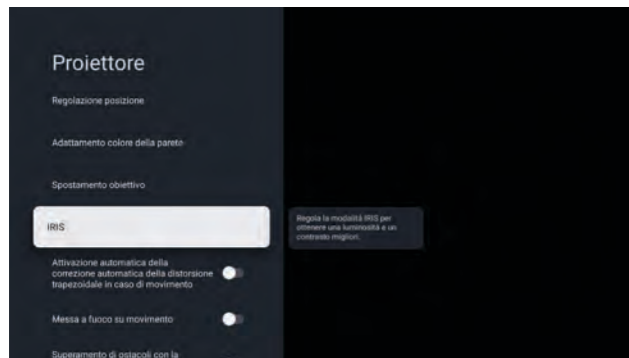 Proiettore
Regolazione posizione
Adattamento colore della parete
Spostamento obiettivo
IRIS
Regola la modalità IRIS per
ottenere una luminosità e un
contrasto migliori.
Attivazione automatica della
correzione automatica della distorsione
trapezoidale in caso di movimento
Messa a fuoco su movimento
Superamento di ostacoli con la